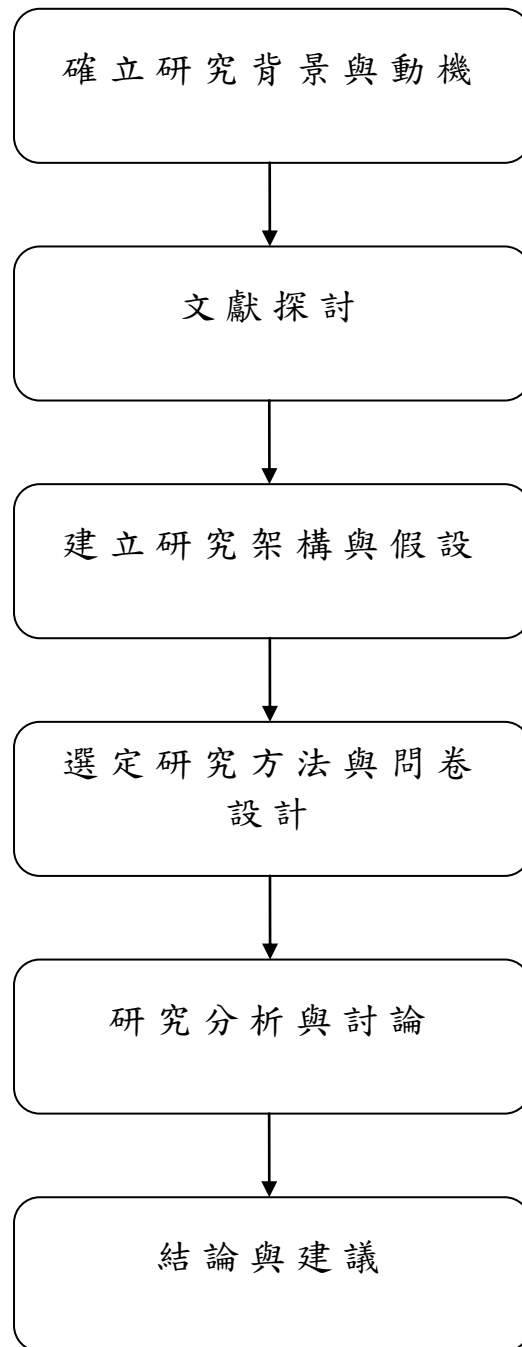 確立研究背景與動機
文獻探討
建立研究架構與假設
選定研究方法與問卷
設計
研究分析與討論
結論與建議